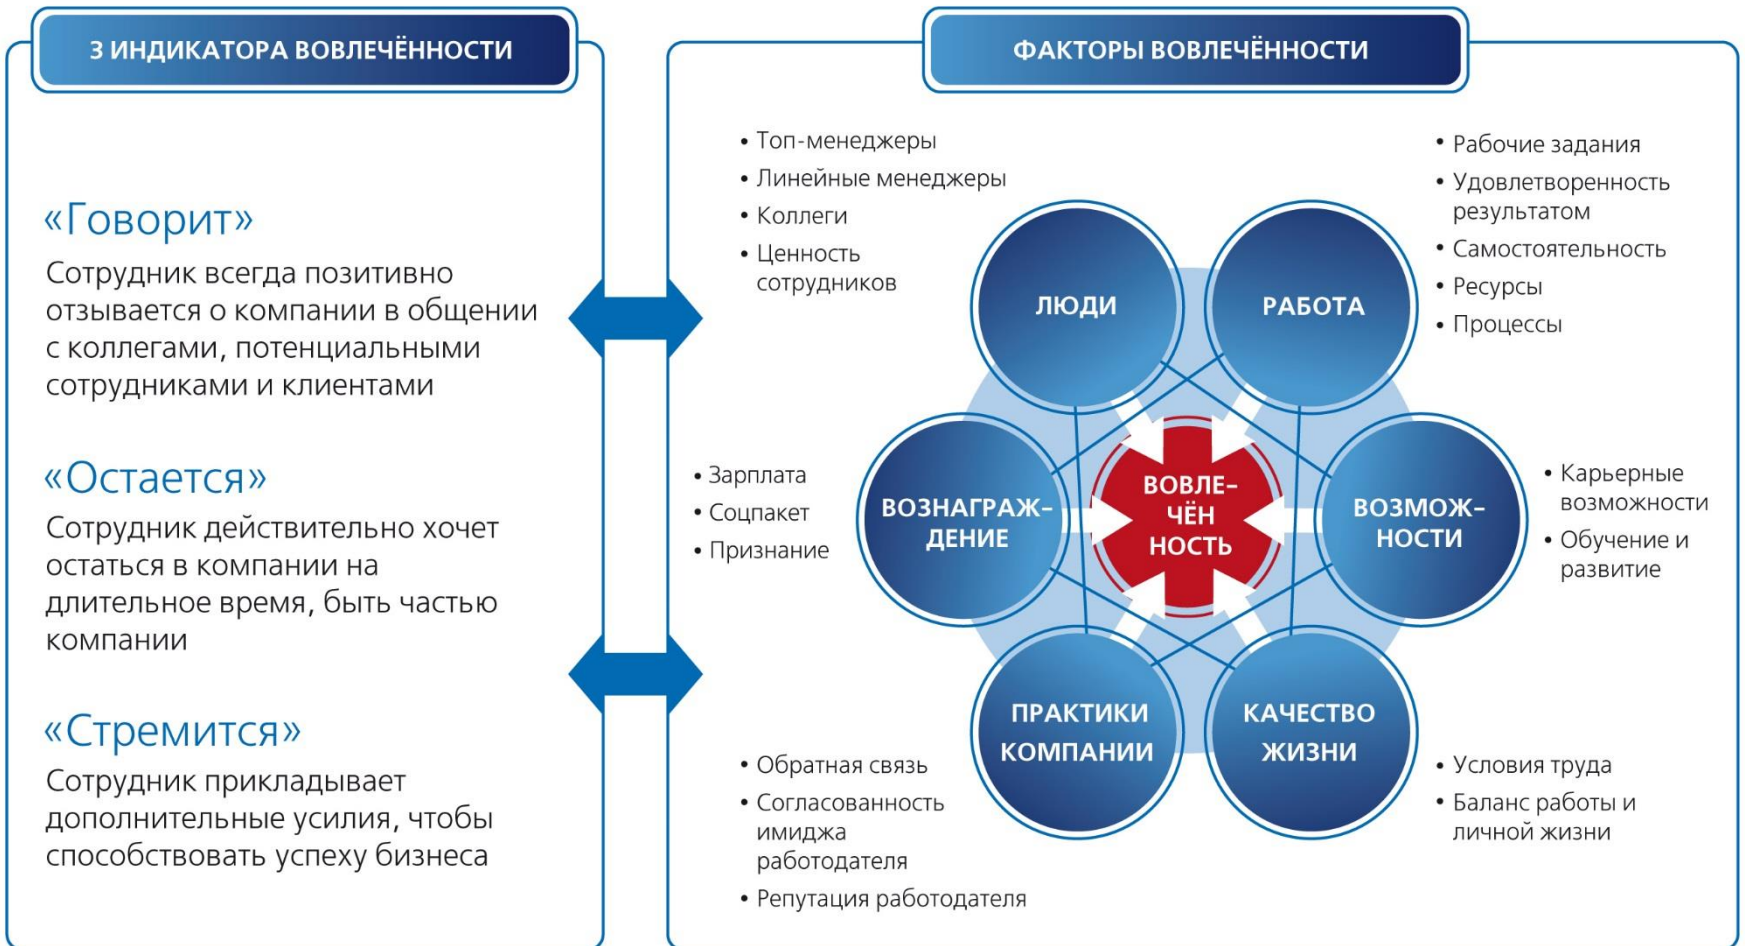 3 ИНДИКАТОРА ВОВЛЕЧЁННОСТИ
«Говорит»
Сотрудник всегда позитивно
отзывается о компании в общении
с коллегами, потенциальными
сотрудниками и клиентами
«Остается»
Сотрудник действительно хочет
остаться в компании на
длительное время, быть частью
компании
«Стремится»
Сотрудник прикладывает
дополнительные усилия, чтобы
способствовать успеху бизнеса
ФАКТОРЫ ВОВЛЕЧЁННОСТИ
• Топ-менеджеры
• Линейные менеджеры
• Коллеги
• Ценность
сотрудников
ЛЮДИ
РАБОТА
• Рабочие задания
• Удовлетворенность
результатом
• Самостоятельность
• Ресурсы
• Процессы
• Зарплата
• Соцпакет
• Признание
ВОЗНАГРАЖ–
ДЕНИЕ
ВОВЛЕ–
ЧЁН
НОСТЬ
ВОЗМОЖ–
НОСТИ
• Карьерные
возможности
• Обучение и
развитие
• Обратная связь
• Согласованность
имиджа
работодателя
• Репутация работодателя
ПРАКТИКИ
КОМПАНИИ
КАЧЕСТВО
ЖИЗНИ
• Условия труда
• Баланс работы и
личной жизни